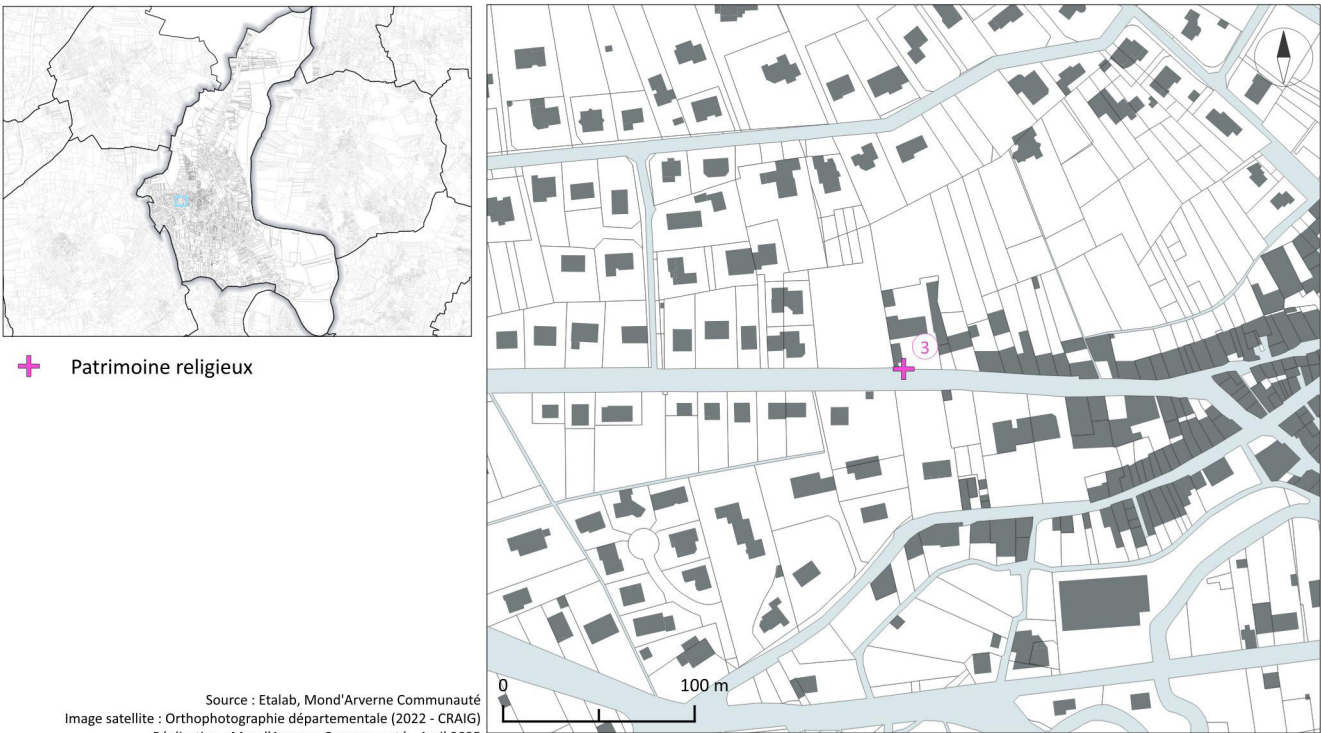 Patrimoine religieux
3
Source : Etalab, Mond'Arverne Communauté
Image satellite : Orthophotographie départementale (2022 - CRAIG)
0 100 m